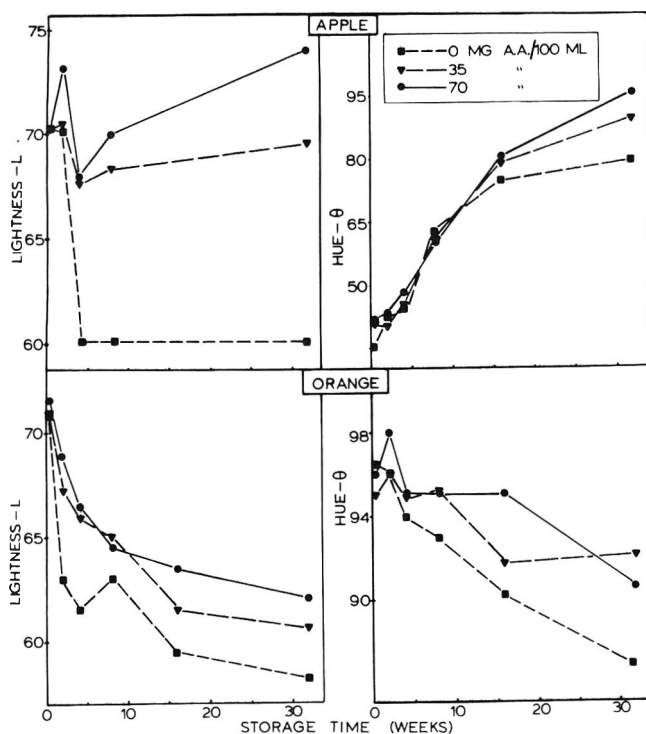 APPLE
0 MG A.A./100 ML
35 "
70 "
LIGHTNESS - L
75
70
65
60
HUE - θ
95
80
65
50
ORANGE
LIGHTNESS - L
70
65
60
HUE - θ
98
94
90
0 10 20 30 0 10 20 30
STORAGE TIME (WEEKS)